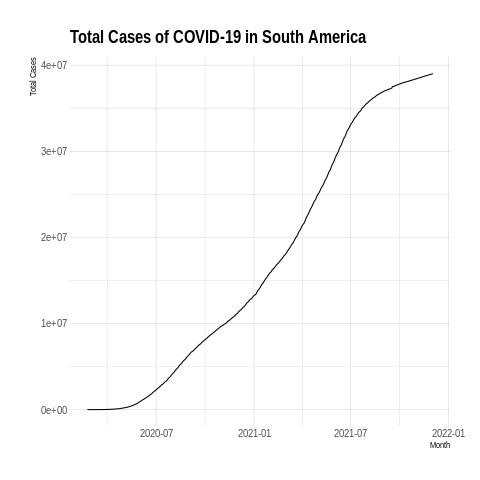 Total Cases of COVID-19 in South America
Total Cases
4e+07
3e+07
2e+07
1e+07
0e+00
2020-07 2021-01 2021-07 2022-01
Month